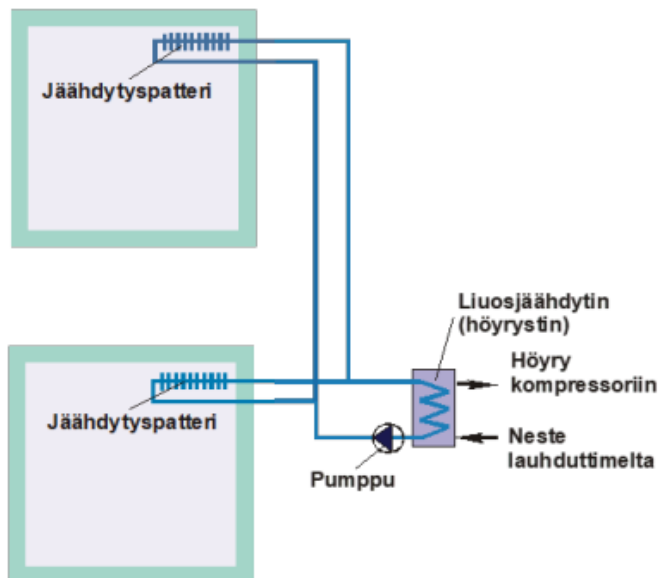 Jäähdytyspatteri
Liuosjäähdytin
(höyrystin)
Höyry
kompressoriin
Jäähdytyspatteri
Neste
lauhduttimelta
Pumppu